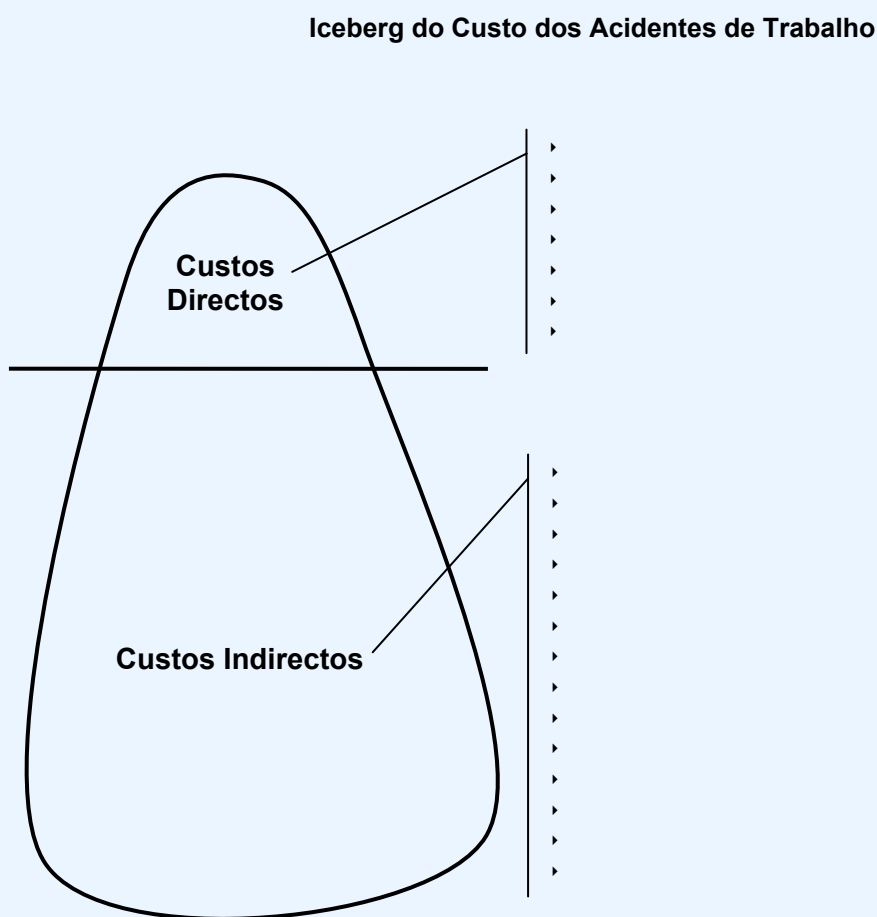 Iceberg do Custo dos Acidentes de Trabalho
Custos
Directos
Custos Indirectos